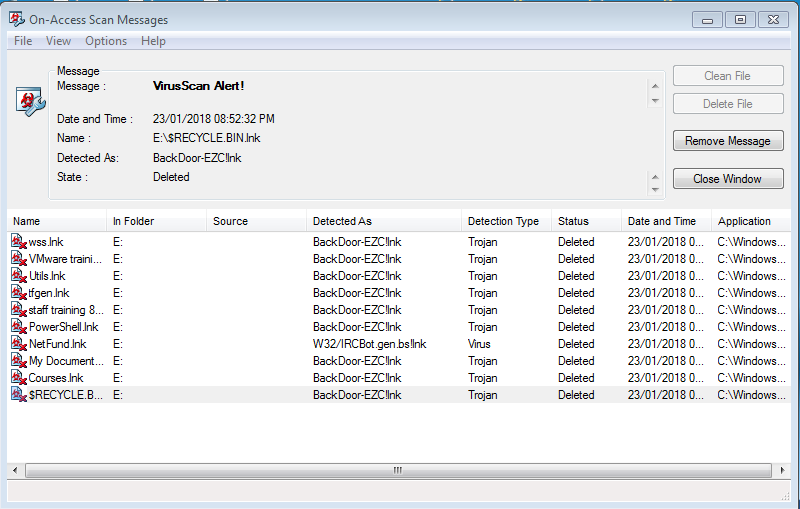 On-Access Scan Messages
File View Options Help
Message
Message : VirusScan Alert!
Date and Time : 23/01/2018 08:52:32 PM
Name : E:\$RECYCLE.BIN.lnk
Detected As: BackDoor-EZC!lnk
State : Deleted
Clean File
Delete File
Remove Message
Close Window
Name In Folder Source Detected As Detection Type Status Date and Time Application
wss.lnk E: BackDoor-EZC!lnk Trojan Deleted 23/01/2018 0... C:\Windows...
VMware traini... E: BackDoor-EZC!lnk Trojan Deleted 23/01/2018 0... C:\Windows...
Utils.lnk E: BackDoor-EZC!lnk Trojan Deleted 23/01/2018 0... C:\Windows...
tfgen.lnk E: BackDoor-EZC!lnk Trojan Deleted 23/01/2018 0... C:\Windows...
staff training 8... E: BackDoor-EZC!lnk Trojan Deleted 23/01/2018 0... C:\Windows...
PowerShell.lnk E: BackDoor-EZC!lnk Trojan Deleted 23/01/2018 0... C:\Windows...
NetFund.lnk E: W32/IRCBot.gen.bs!lnk Virus Deleted 23/01/2018 0... C:\Windows...
My Document... E: BackDoor-EZC!lnk Trojan Deleted 23/01/2018 0... C:\Windows...
Courses.lnk E: BackDoor-EZC!lnk Trojan Deleted 23/01/2018 0... C:\Windows...
$RECYCLE.B... E: BackDoor-EZC!lnk Trojan Deleted 23/01/2018 0... C:\Windows...